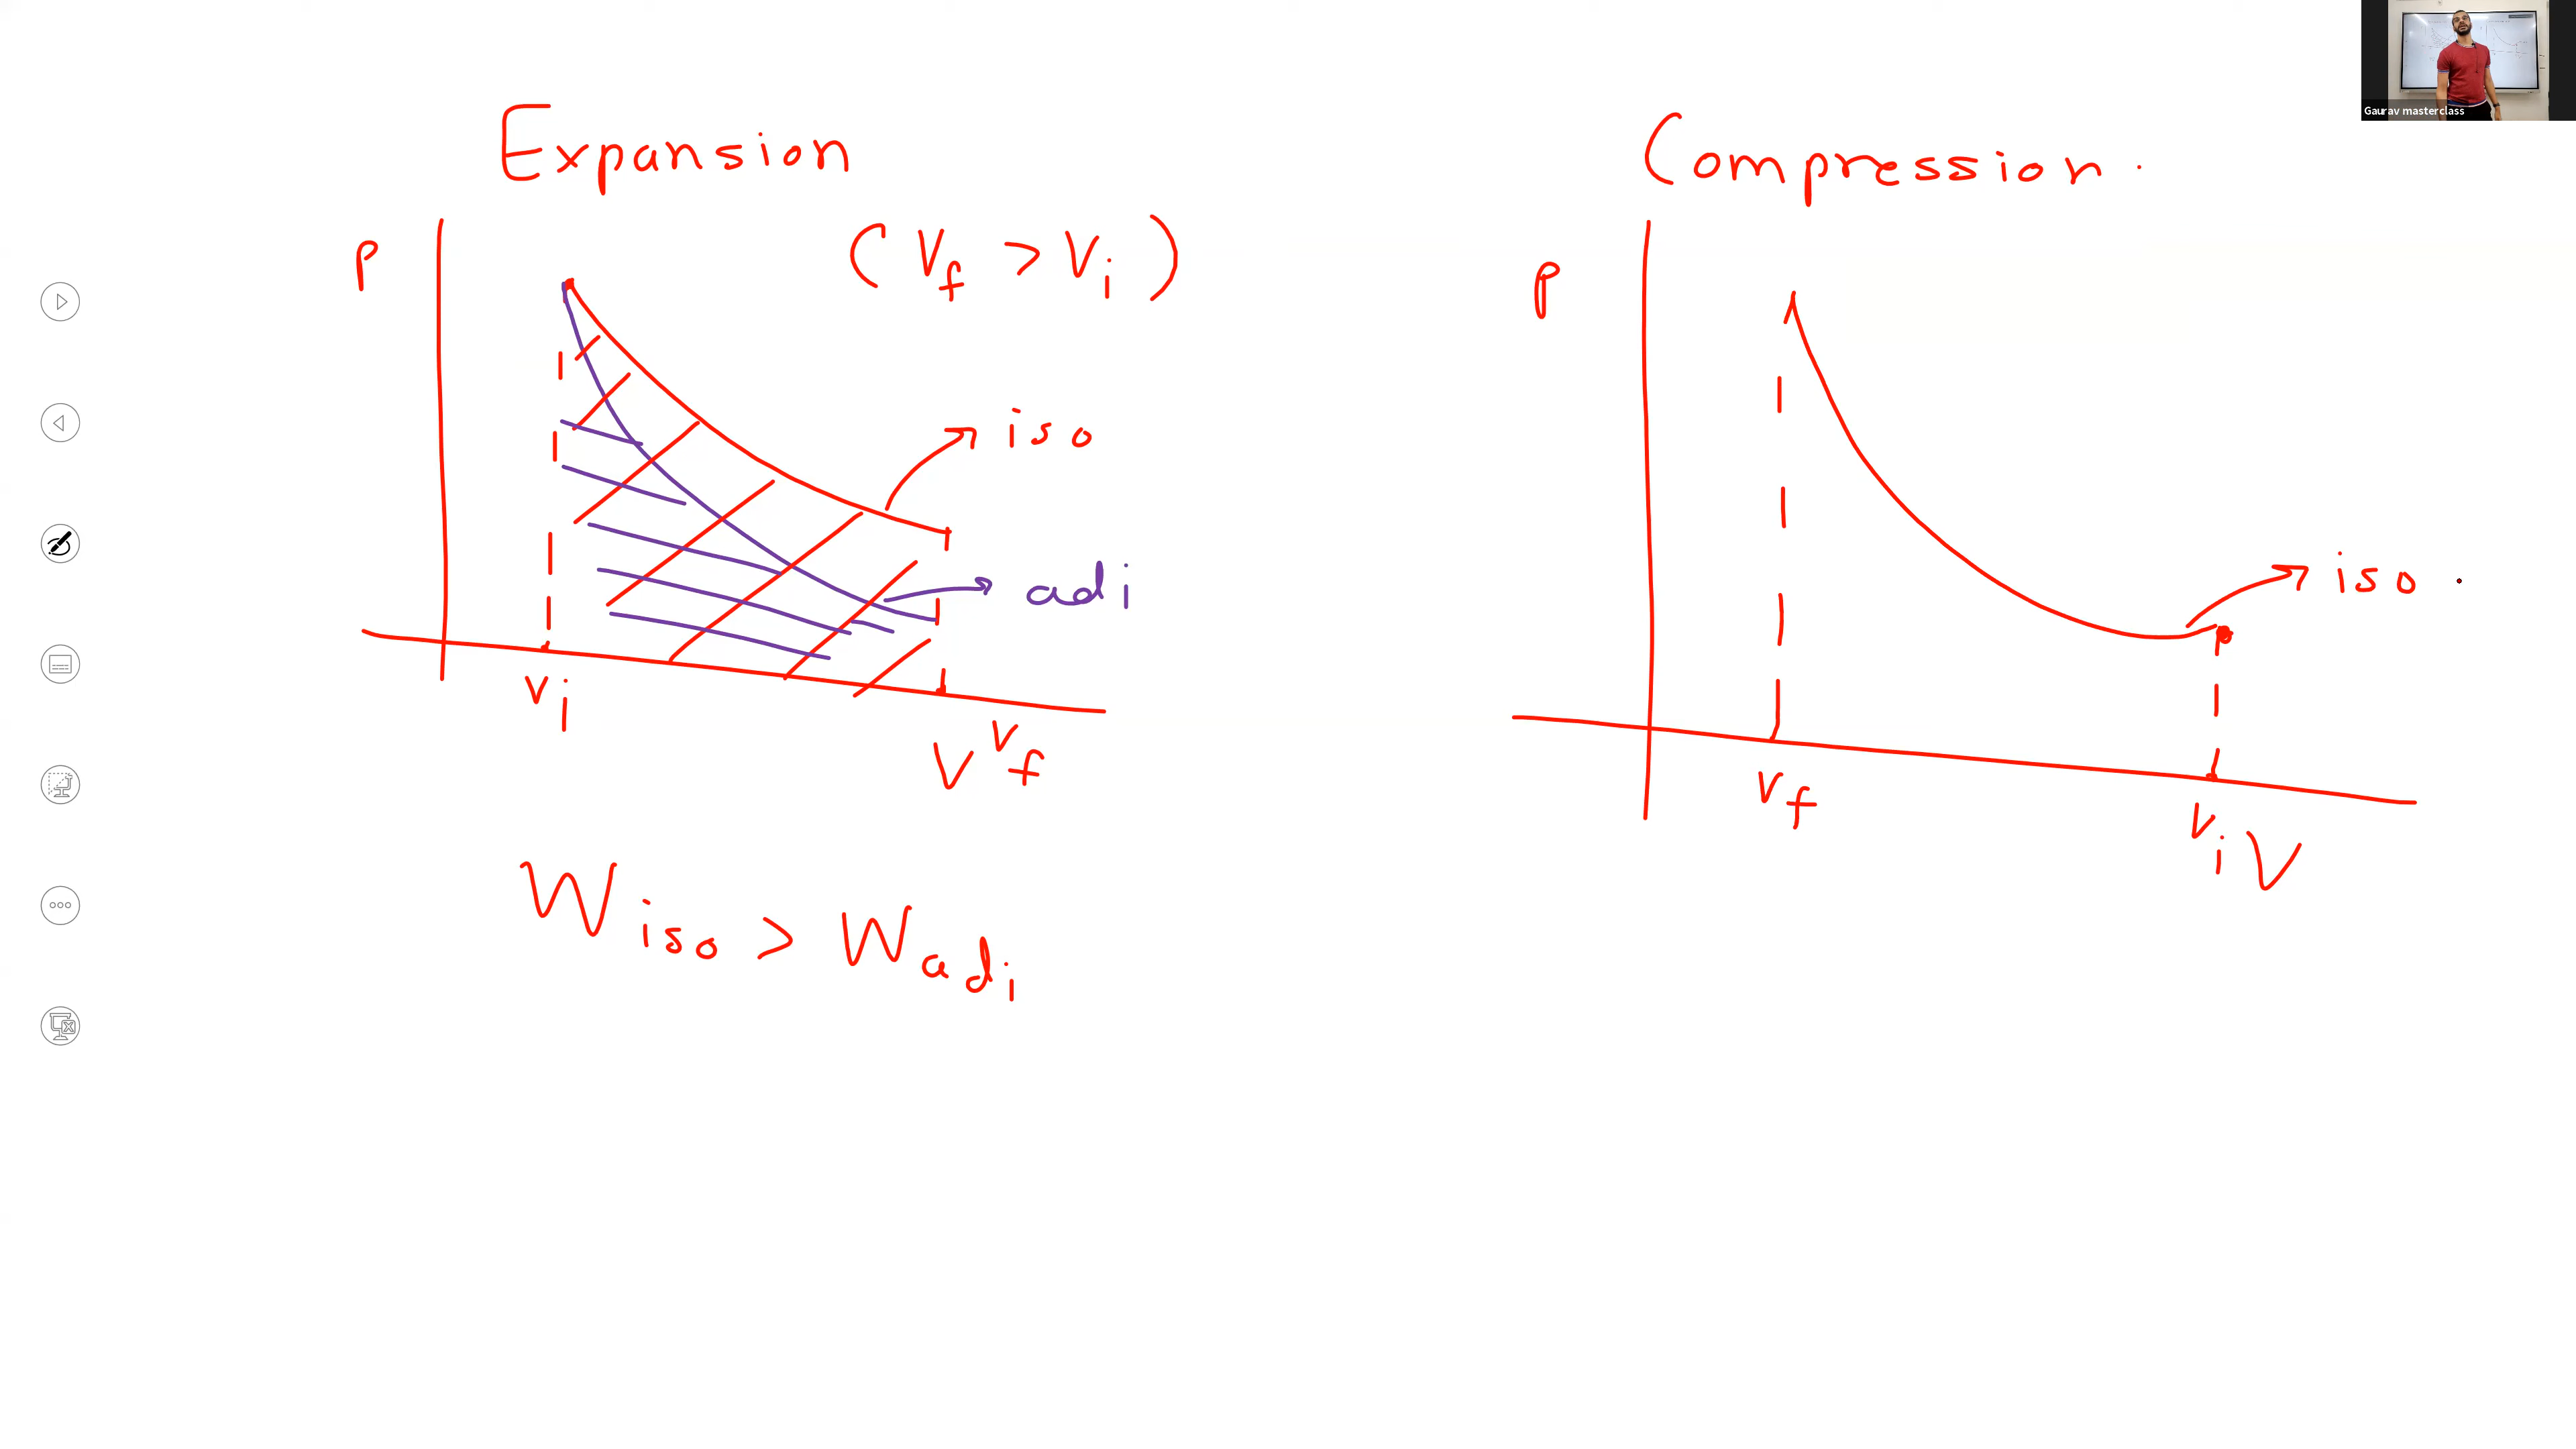 Gaurav masterclass
Expansion
(Vf > Vi)
P
iso
adi
vi
vf
V
Wiso > Wadi
Compression.
P
iso
vf
vi
V